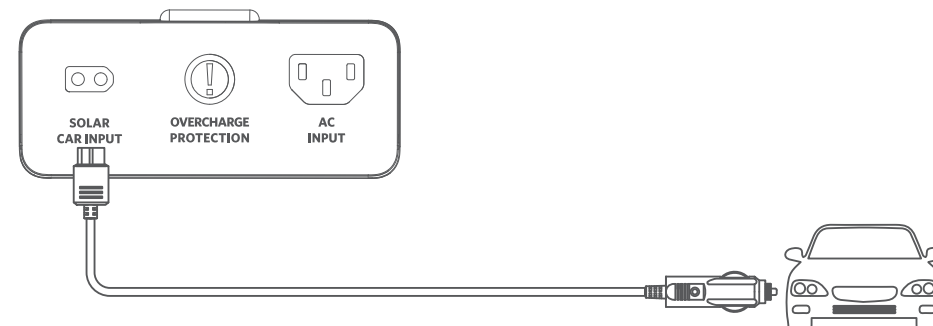 SOLAR
CAR INPUT
OVERCHARGE
PROTECTION
AC
INPUT